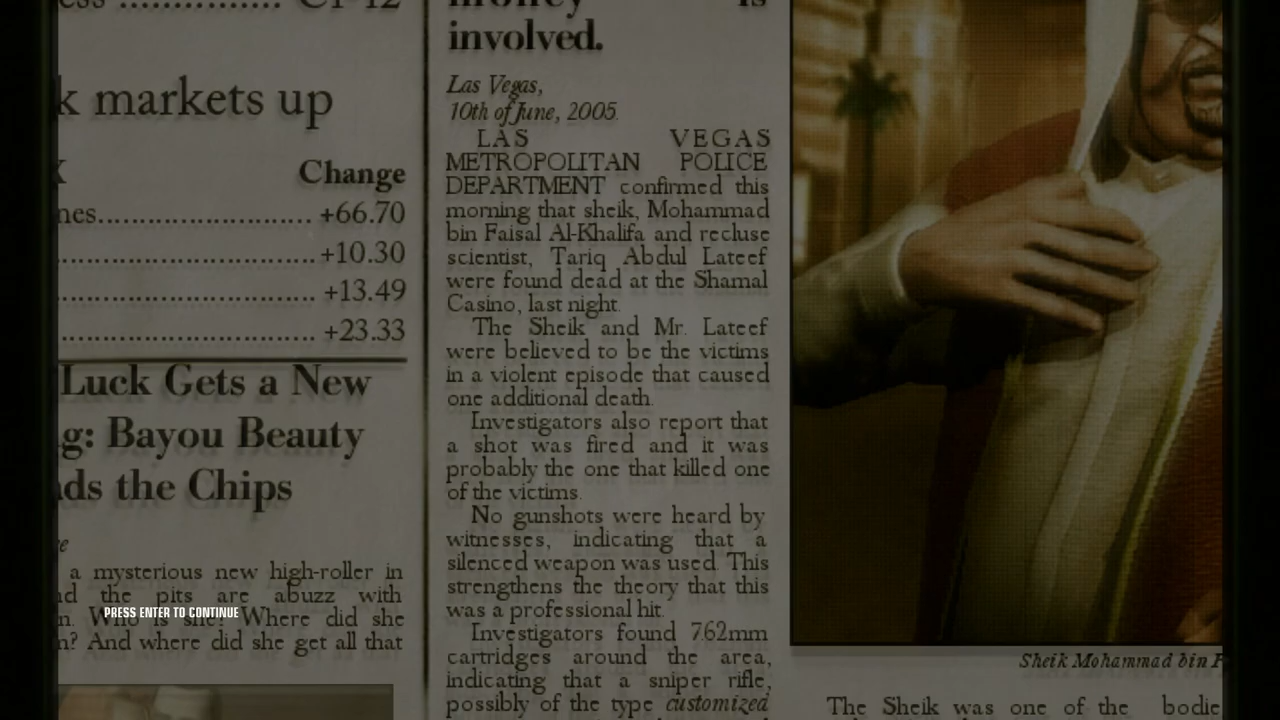 k markets up
Change
nes.............................. +66.70
.................................. +10.30
.................................. +13.49
.................................. +23.33
Luck Gets a New
g: Bayou Beauty
ds the Chips
a mysterious new high-roller in
the pits are abuzz with
n. Who is she? Where did she
n? And where did she get all that
PRESS ENTER TO CONTINUE
money is
involved.
Las Vegas,
10th of June, 2005.
LAS VEGAS
METROPOLITAN POLICE
DEPARTMENT confirmed this
morning that sheik, Mohammad
bin Faisal Al-Khalifa and recluse
scientist, Tariq Abdul Lateef
were found dead at the Shamal
Casino, last night.
The Sheik and Mr. Lateef
were believed to be the victims
in a violent episode that caused
one additional death.
Investigators also report that
a shot was fired and it was
probably the one that killed one
of the victims.
No gunshots were heard by
witnesses, indicating that a
silenced weapon was used. This
strengthens the theory that this
was a professional hit.
Investigators found 7.62mm
cartridges around the area,
indicating that a sniper rifle,
possibly of the type customized
Sheik Mohammad bin F
The Sheik was one of the
bodie